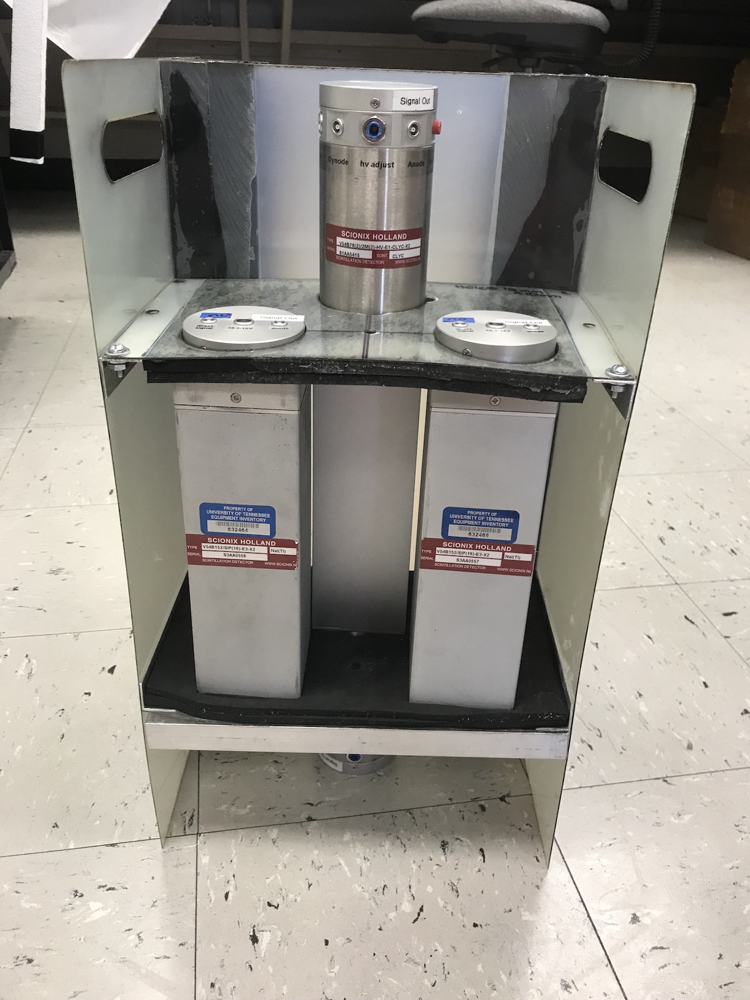 Signal Out
Dynode hv adjust Anode
SCIONIX HOLLAND
TYPE V54B76(2)/2M(2)-HV-E1-CLYC-X2
SERIAL S1AA5415 SCINT. CLYC
SCINTILLATION DETECTOR WWW.SCIONIX.NL
Signal Out
direct signal +5.2-12V anode
Signal Out
direct signal anode
PROPERTY OF
UNIVERSITY OF TENNESSEE
EQUIPMENT INVENTORY
632464
SCIONIX HOLLAND
TYPE V54B152/SIP(16)-E3-X2 NaI(Tl)
SERIAL S3AA0556
SCINTILLATION DETECTOR WWW.SCIONIX.NL
PROPERTY OF
UNIVERSITY OF TENNESSEE
EQUIPMENT INVENTORY
632465
SCIONIX HOLLAND
TYPE V54B152/SIP(16)-E3-X2 NaI(Tl)
SERIAL S3AA0557
SCINTILLATION DETECTOR WWW.SCIONIX.NL